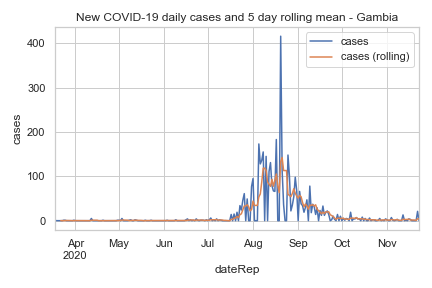 New COVID-19 daily cases and 5 day rolling mean - Gambia
cases
cases (rolling)
400
300
200
100
0
cases
Apr May Jun Jul Aug Sep Oct Nov
2020
dateRep